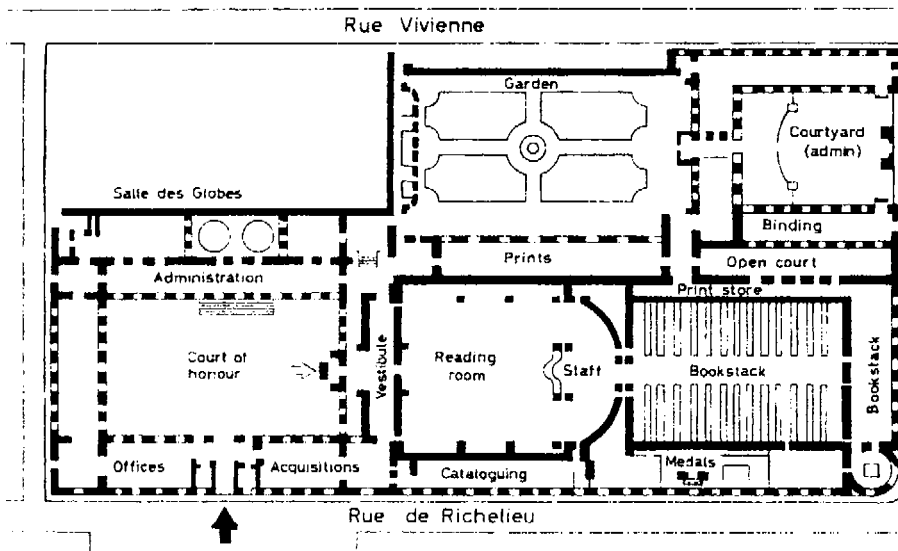 Rue Vivienne
Garden
Courtyard
(admin)
Salle des Globes
Binding
Prints
Open court
Administration
Print store
Court of
honour
Vestibule
Reading
room
Staff
Bookstack
Bookstack
Offices
Acquisitions
Cataloguing
Medals
Rue de Richelieu